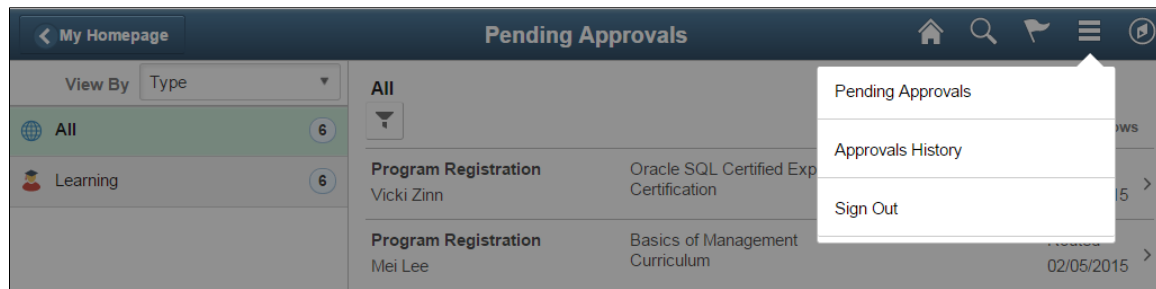 My Homepage
Pending Approvals
View By Type
All 6
Learning 6
All
Pending Approvals
Approvals History
Sign Out
Program Registration
Vicki Zinn
Oracle SQL Certified
Certification
Program Registration
Mei Lee
Basics of Management
Curriculum
02/05/2015